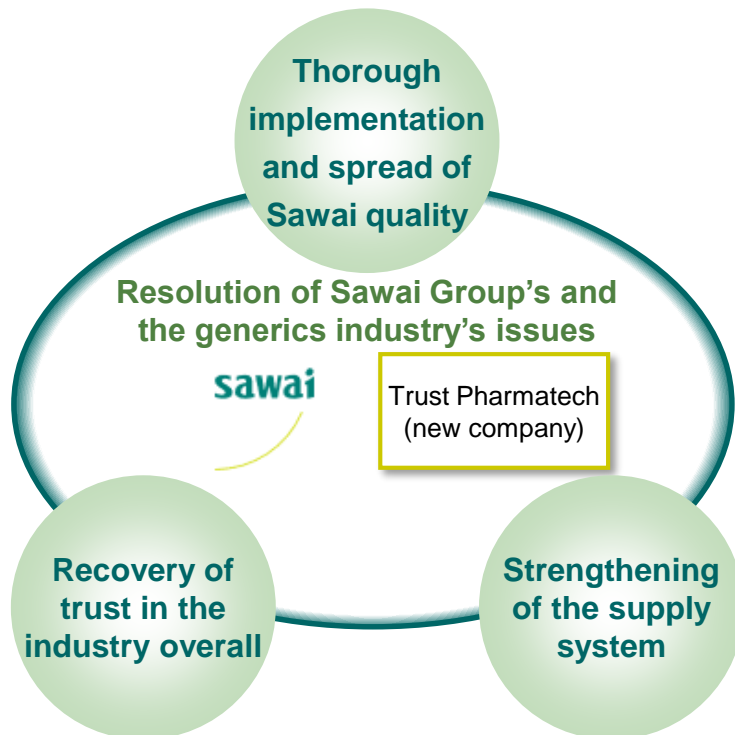 Thorough
implementation
and spread of
Sawai quality
Resolution of Sawai Group's and
the generics industry's issues
sawai
Trust Pharmatech
(new company)
Recovery of
trust in the
industry overall
Strengthening
of the supply
system